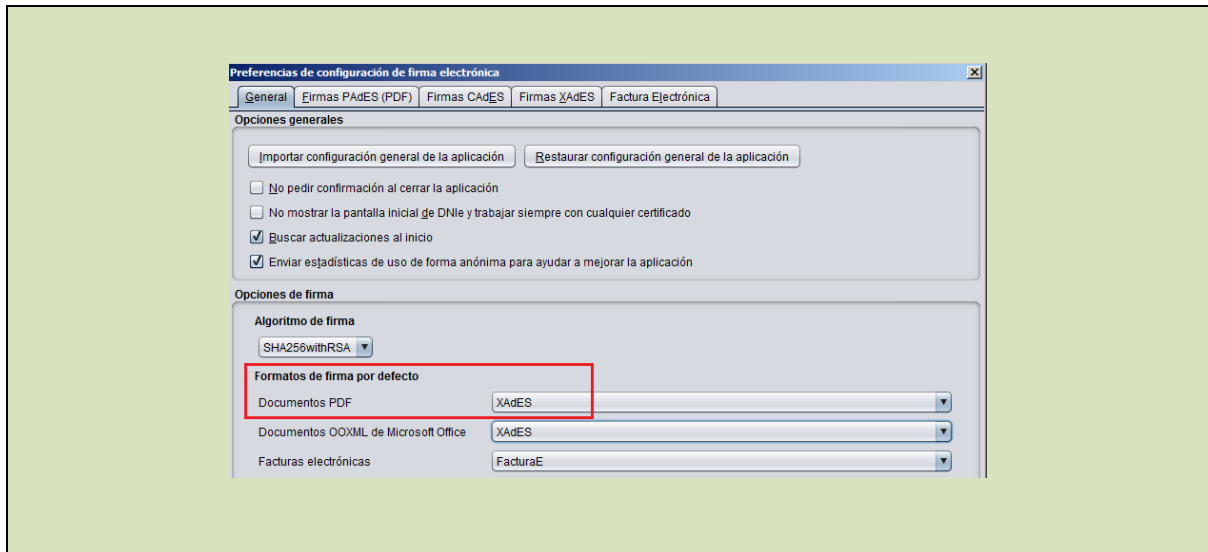 Preferencias de configuración de firma electrónica
General Firmas PAdES (PDF) Firmas CAdES Firmas XAdES Factura Electrónica
Opciones generales
Importar configuración general de la aplicación Restaurar configuración general de la aplicación
No pedir confirmación al cerrar la aplicación
No mostrar la pantalla inicial de DNIe y trabajar siempre con cualquier certificado
Buscar actualizaciones al inicio
Enviar estadísticas de uso de forma anónima para ayudar a mejorar la aplicación
Opciones de firma
Algoritmo de firma
SHA256withRSA
Formatos de firma por defecto
Documentos PDF XAdES
Documentos OOXML de Microsoft Office XAdES
Facturas electrónicas FacturaE